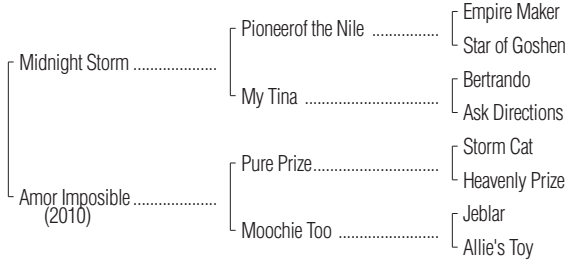 Empire Maker
Pioneerof the Nile ................
Star of Goshen
Midnight Storm ....................
Bertrando
My Tina ................................
Ask Directions
Storm Cat
Pure Prize..............................
Heavenly Prize
Amor Imposible ....................
(2010)
Jeblar
Moochie Too ........................
Allie's Toy